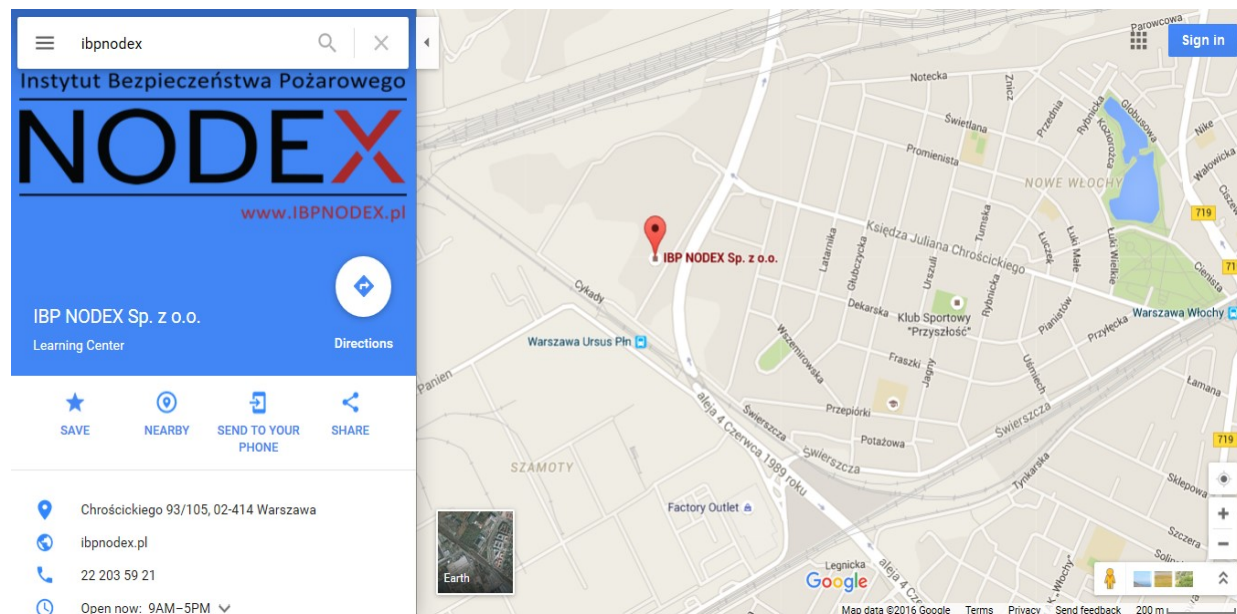 ibpnodex
Instytut Bezpieczeństwa Pożarowego
NODEX
www.IBPNODEX.pl
IBP NODEX Sp. z o.o.
Learning Center
Directions
SAVE
NEARBY
SEND TO YOUR
PHONE
SHARE
Chrościckiego 93/105, 02-414 Warszawa
ibpnodex.pl
22 203 59 21
Open now: 9AM–5PM
Sign in
Parowcowa
Notecka
Znicz
Przednia
Rybnicka
Koziorożca
Globusowa
Nike
Wałowicka
Świetlana
Promienista
NOWE WŁOCHY
719
Księdza Juliana Chrościckiego
Tumska
Łuczek
Łuki Małe
Łuki Wielkie
Cienista
71
IBP NODEX Sp. z o.o.
Latarnika
Głubczycka
Urszuli
Rybnicka
Cykady
Dekarska
Klub Sportowy
"Przyszłość"
Pianistów
Przyłęcka
Warszawa Włochy
Warszawa Ursus Płn
Wszemirowska
Fraszki
Jagny
Uśmiech
Łamana
Panien
aleja 4 Czerwca 1989 roku
Świerszcza
Przepiórki
Potażowa
Świerszcza
Świerszcza
719
SZAMOTY
Tynkarska
Sklepowa
Factory Outlet
Szczera
Earth
Legnicka
Google
Map data ©2016 Google
Terms
Privacy
Send feedback
200 m